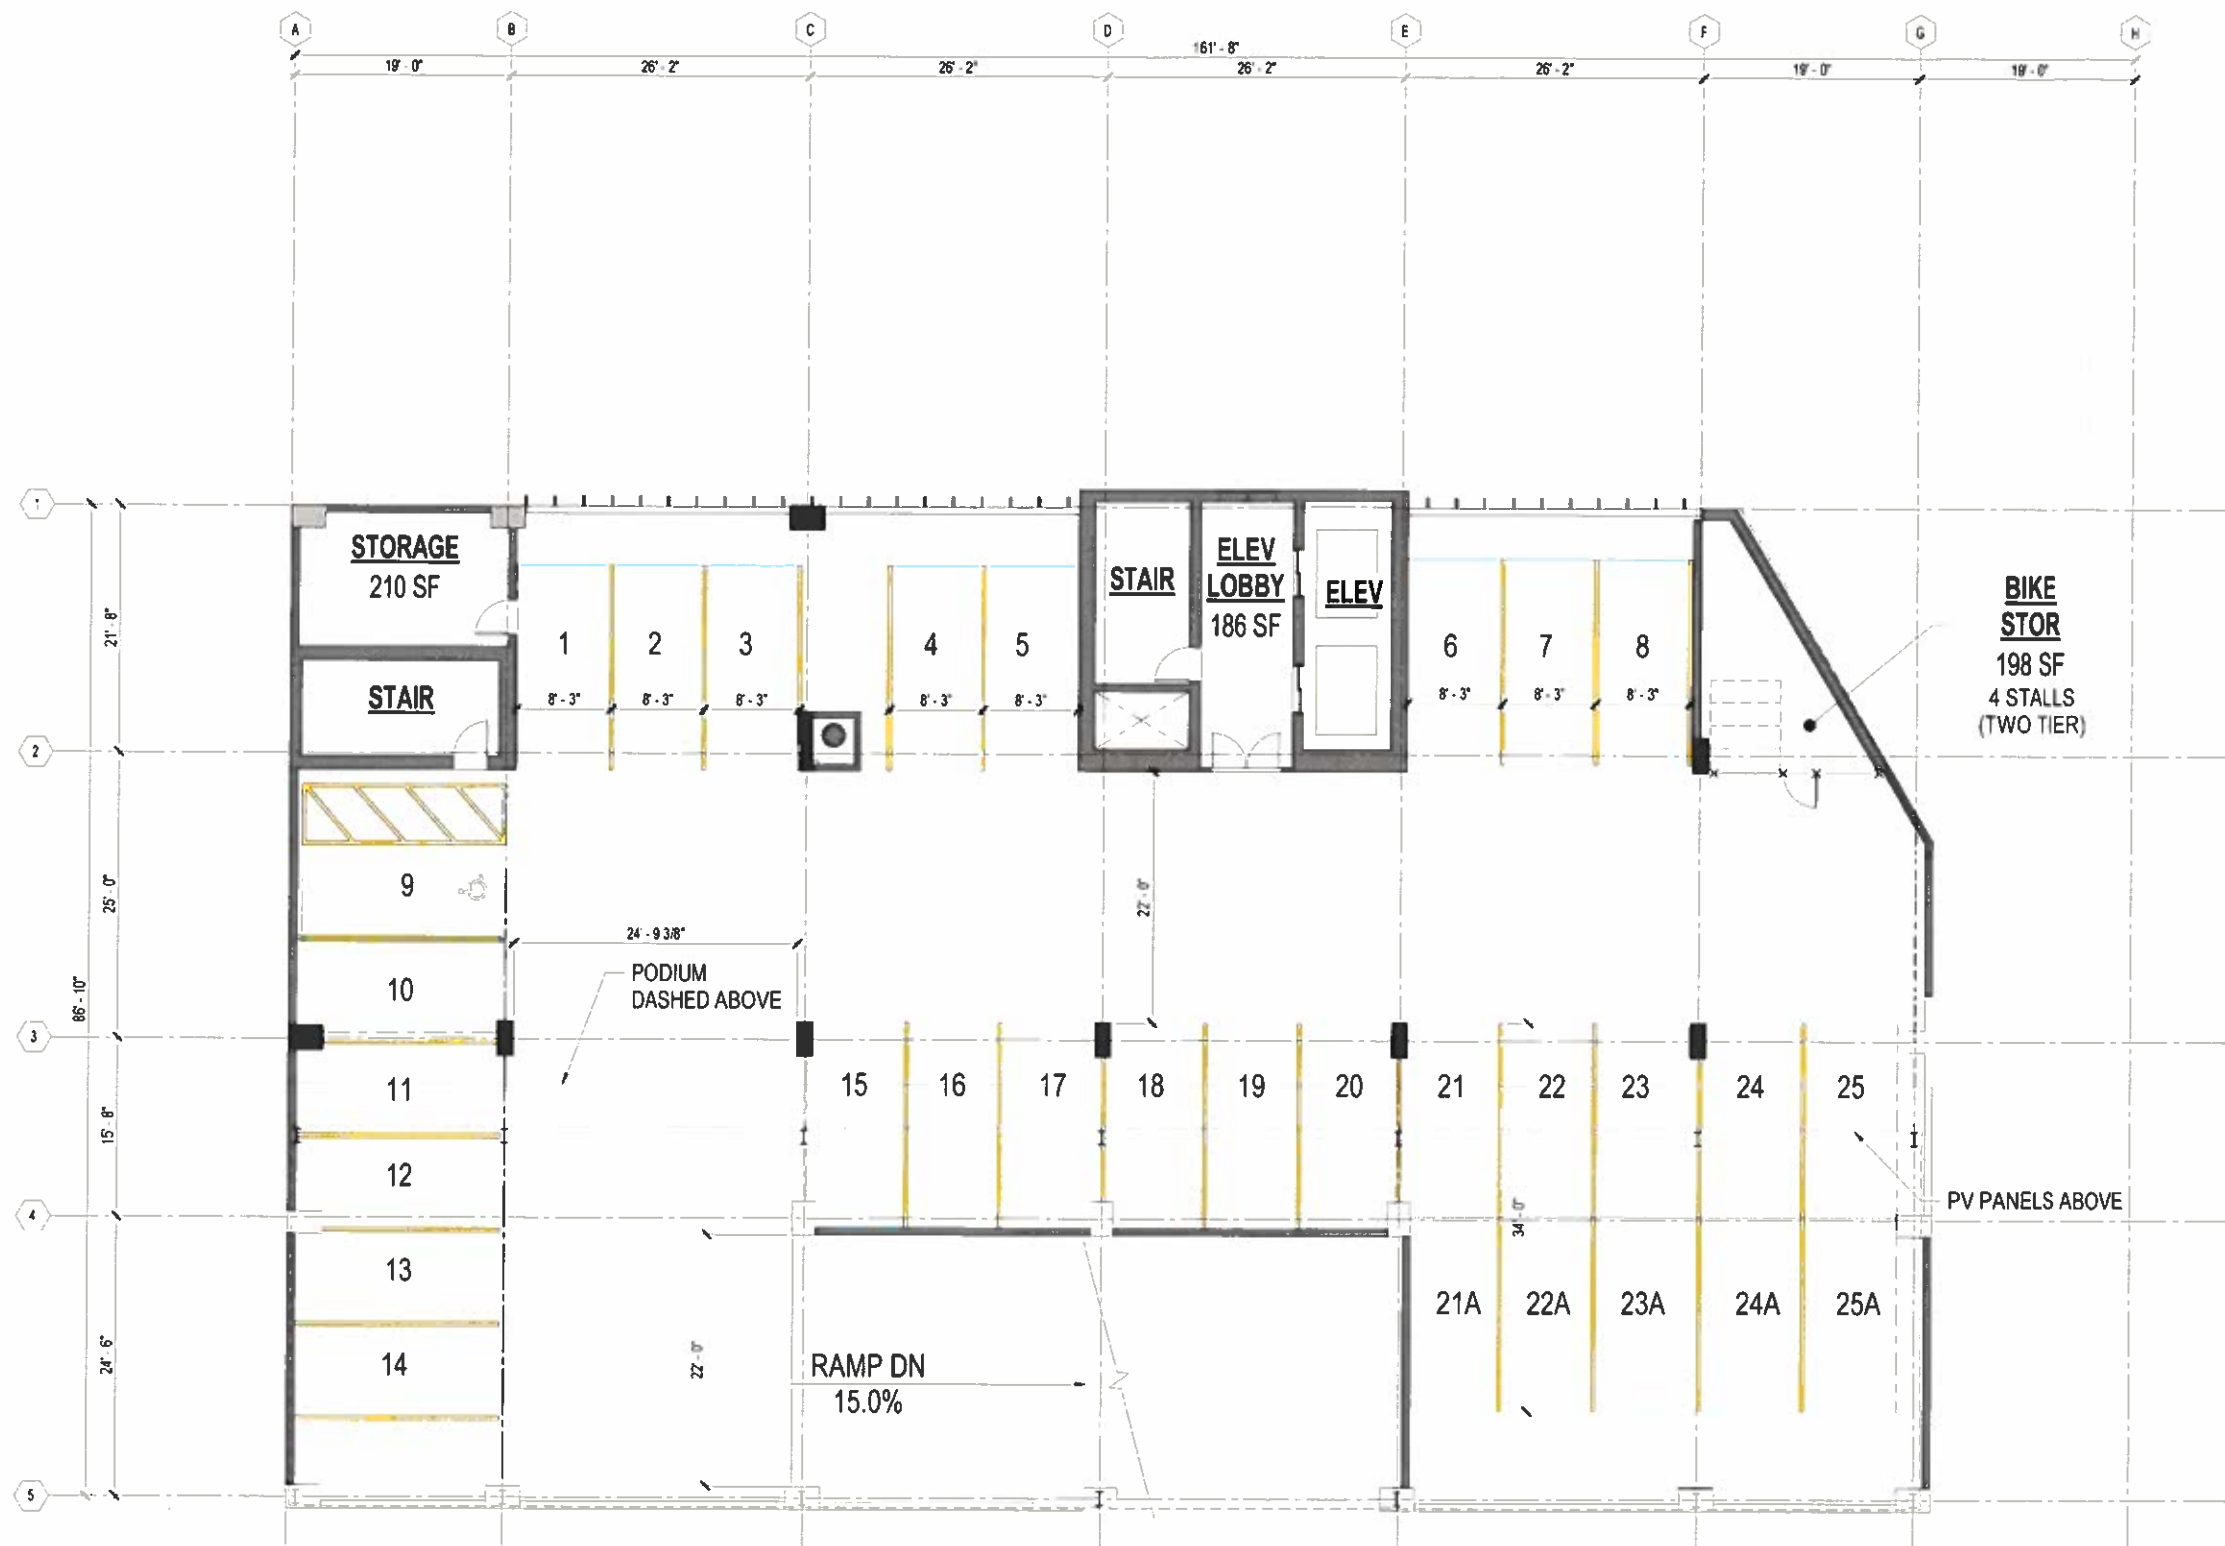 A
B
C
D
E
F
G
H
161' - 8"
19' - 0"
26' - 2"
26' - 2"
26' - 2"
26' - 2"
19' - 0"
19' - 0"
1
2
3
4
5
86' - 10"
21' - 8"
25' - 0"
15' - 8"
24' - 6"
STORAGE
210 SF
STAIR
1
2
3
4
5
8' - 3"
8' - 3"
8' - 3"
8' - 3"
8' - 3"
STAIR
ELEV
LOBBY
186 SF
ELEV
6
7
8
8' - 3"
8' - 3"
8' - 3"
BIKE
STOR
198 SF
4 STALLS
(TWO TIER)
9
10
24' - 9 3/8"
PODIUM
DASHED ABOVE
22' - 0"
11
12
13
14
15
16
17
18
19
20
21
22
23
24
25
PV PANELS ABOVE
34' - 0"
21A
22A
23A
24A
25A
22' - 0"
RAMP DN
15.0%